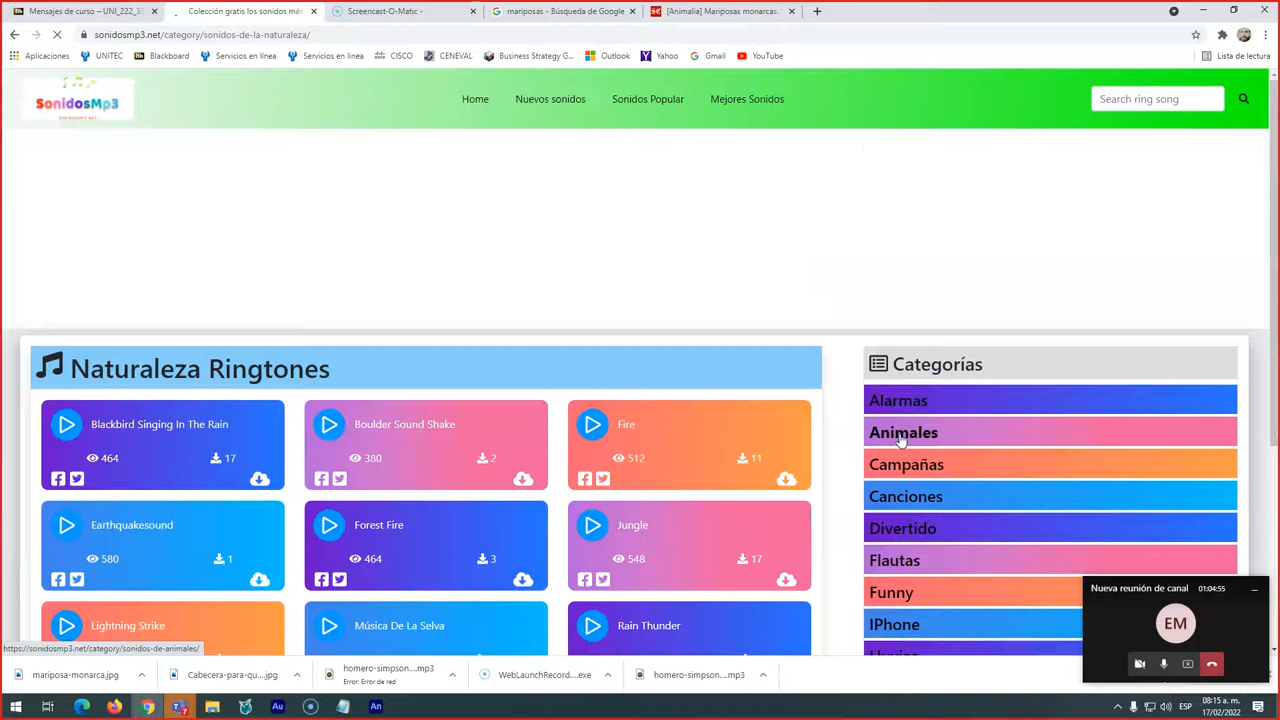 Mensajes de curso – UNI_222_33
Colección gratis los sonidos más
Screencast-O-Matic -
mariposas - Búsqueda de Google
[Animalia] Mariposas monarcas.
sonidosmp3.net/category/sonidos-de-la-naturaleza/
Aplicaciones
UNITEC
Blackboard
Servicios en línea
Servicios en linea
CISCO
CENEVAL
Business Strategy G...
Outlook
Yahoo
Gmail
YouTube
Lista de lectura
SonidosMp3
SONIDOSMP3.NET
Home
Nuevos sonidos
Sonidos Popular
Mejores Sonidos
Search ring song
Naturaleza Ringtones
Blackbird Singing In The Rain
464
17
Boulder Sound Shake
380
2
Fire
512
11
Earthquakesound
580
1
Forest Fire
464
3
Jungle
548
17
Lightning Strike
Música De La Selva
Rain Thunder
Categorías
Alarmas
Animales
Campañas
Canciones
Divertido
Flautas
Funny
IPhone
Nueva reunión de canal
01:04:55
EM
https://sonidosmp3.net/category/sonidos-de-animales/
mariposa-monarca.jpg
Cabecera-para-qu....jpg
homero-simpson....mp3
Error: Error de red
WebLaunchRecord....exe
homero-simpson....mp3
Au
An
ESP
08:15 a. m.
17/02/2022